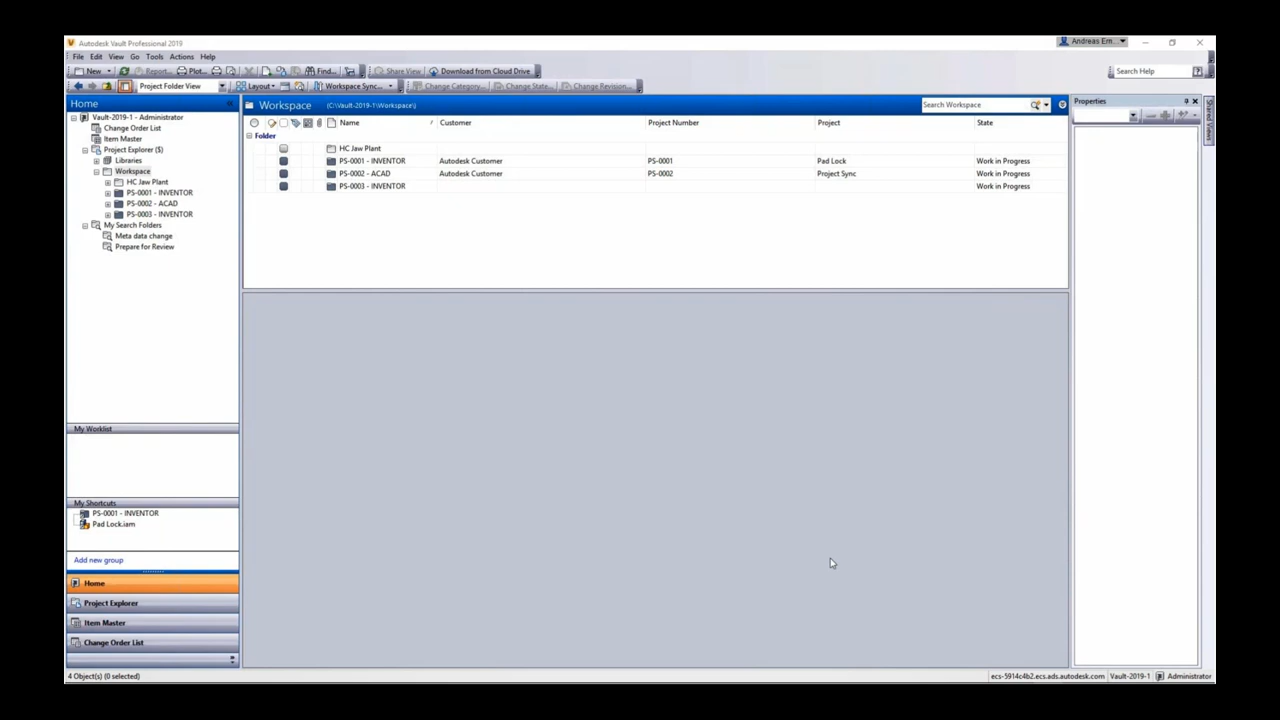 Autodesk Vault Professional 2019
Andreas Em...
File Edit View Go Tools Actions Help
New Report... Plot... Find... Share View Download from Cloud Drive
Search Help
Project Folder View Layout Workspace Sync... Change Category... Change State... Change Revision...
Home
Vault-2019-1 - Administrator
Change Order List
Item Master
Project Explorer ($)
Libraries
Workspace
HC Jaw Plant
PS-0001 - INVENTOR
PS-0002 - ACAD
PS-0003 - INVENTOR
My Search Folders
Meta data change
Prepare for Review
My Worklist
My Shortcuts
PS-0001 - INVENTOR
Pad Lock.iam
Add new group
Home
Project Explorer
Item Master
Change Order List
Workspace (C:\Vault-2019-1\Workspace\)
Search Workspace
Name Customer Project Number Project State
Folder
HC Jaw Plant
PS-0001 - INVENTOR Autodesk Customer PS-0001 Pad Lock Work in Progress
PS-0002 - ACAD Autodesk Customer PS-0002 Project Sync Work in Progress
PS-0003 - INVENTOR Work in Progress
Properties
Shared Views
4 Object(s) (0 selected)
ecs-5914c4b2.ecs.ads.autodesk.com Vault-2019-1 Administrator